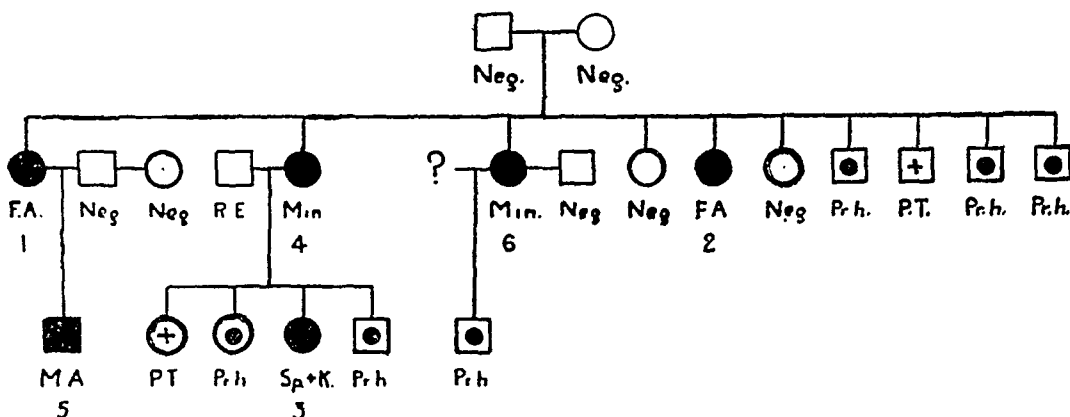 Neg. Neg.
?
F.A. Neg Neg R E Min Min. Neg Neg FA Neg Pr.h. P.T. Pr.h. Pr.h.
1 4 6 2
M A PT Pr.h Sp+K. Pr.h Pr.h
5 3